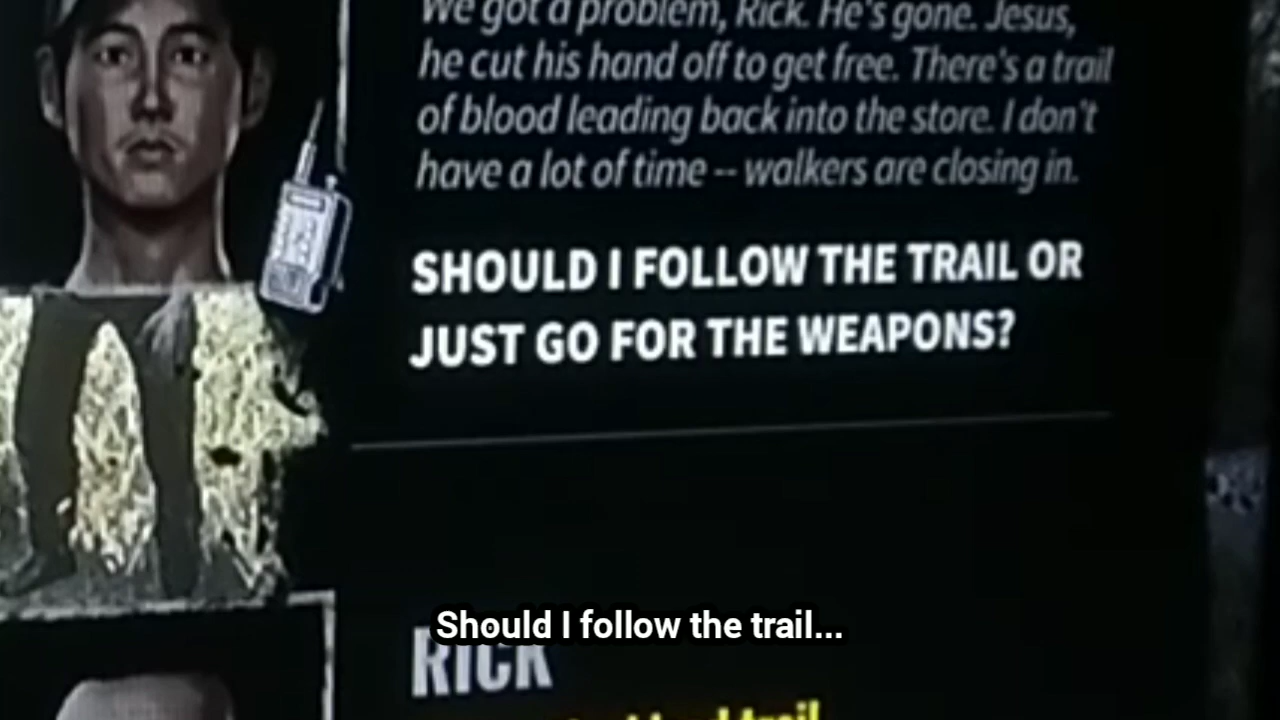 We got a problem, Rick. He's gone. Jesus,
he cut his hand off to get free. There's a trail
of blood leading back into the store. I don't
have a lot of time -- walkers are closing in.
SHOULD I FOLLOW THE TRAIL OR
JUST GO FOR THE WEAPONS?
Should I follow the trail...
RICK
trail